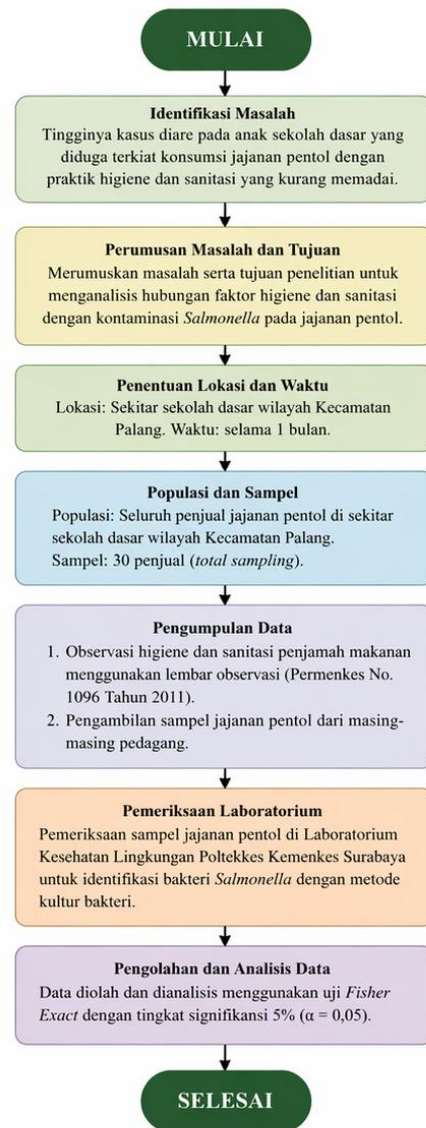 MULAI
Identifikasi Masalah
Tingginya kasus diare pada anak sekolah dasar yang
diduga terkiat konsumsi jajanan pentol dengan
praktik higiene dan sanitasi yang kurang memadai.
Perumusan Masalah dan Tujuan
Merumuskan masalah serta tujuan penelitian untuk
menganalisis hubungan faktor higiene dan sanitasi
dengan kontaminasi Salmonella pada jajanan pentol.
Penentuan Lokasi dan Waktu
Lokasi: Sekitar sekolah dasar wilayah Kecamatan
Palang. Waktu: selama 1 bulan.
Populasi dan Sampel
Populasi: Seluruh penjual jajanan pentol di sekitar
sekolah dasar wilayah Kecamatan Palang.
Sampel: 30 penjual (total sampling).
Pengumpulan Data
1. Observasi higiene dan sanitasi penjamah makanan
menggunakan lembar observasi (Permenkes No.
1096 Tahun 2011).
2. Pengambilan sampel jajanan pentol dari masing-
masing pedagang.
Pemeriksaan Laboratorium
Pemeriksaan sampel jajanan pentol di Laboratorium
Kesehatan Lingkungan Poltekkes Kemenkes Surabaya
untuk identifikasi bakteri Salmonella dengan metode
kultur bakteri.
Pengolahan dan Analisis Data
Data diolah dan dianalisis menggunakan uji Fisher
Exact dengan tingkat signifikansi 5% (α = 0,05).
SELESAI